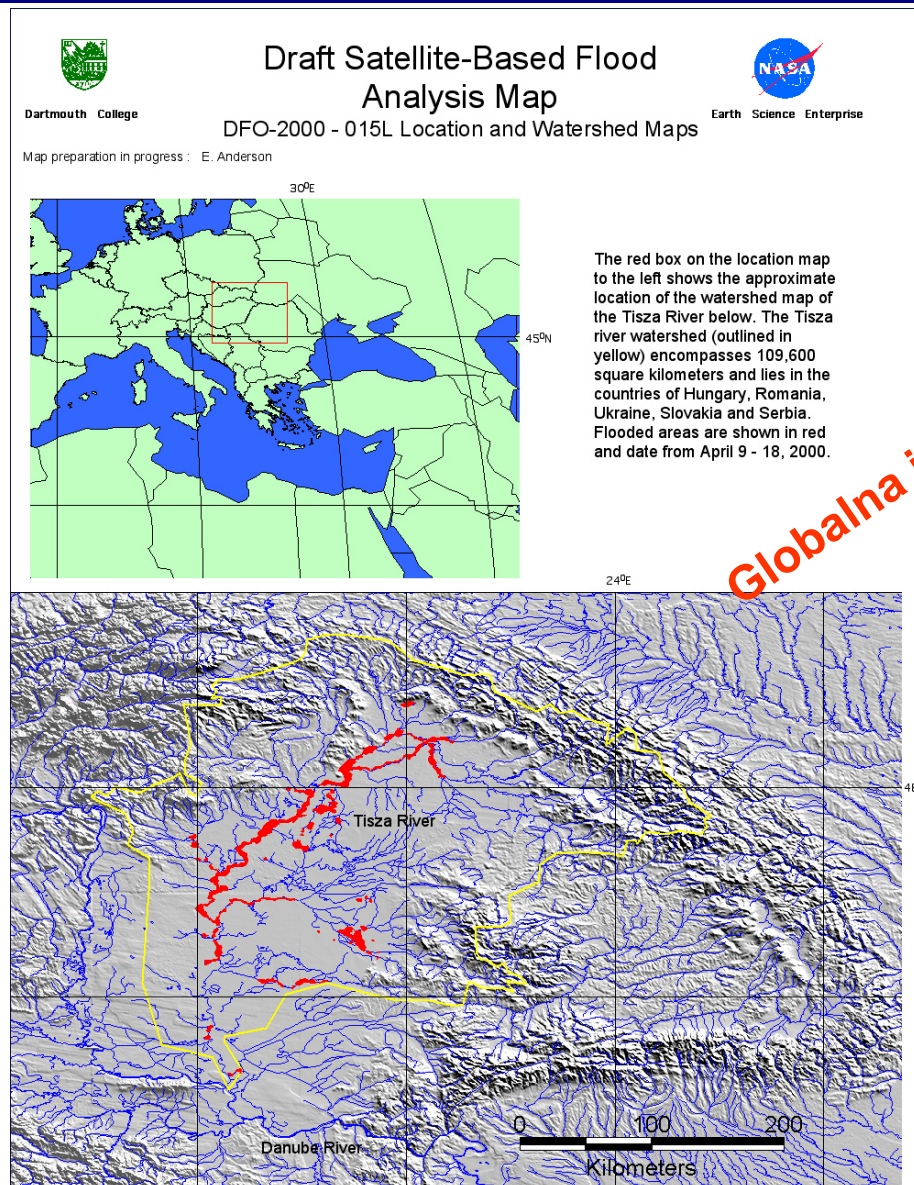 Draft Satellite-Based Flood
Analysis Map
DFO-2000 - 015L Location and Watershed Maps
Dartmouth College
NASA
Earth Science Enterprise
Map preparation in progress : E. Anderson
30⁰E
45⁰N
The red box on the location map
to the left shows the approximate
location of the watershed map of
the Tisza River below. The Tisza
river watershed (outlined in
yellow) encompasses 109,600
square kilometers and lies in the
countries of Hungary, Romania,
Ukraine, Slovakia and Serbia.
Flooded areas are shown in red
and date from April 9 - 18, 2000.
Globalna
24⁰E
Tisza River
Danube River
0 100 200
Kilometers